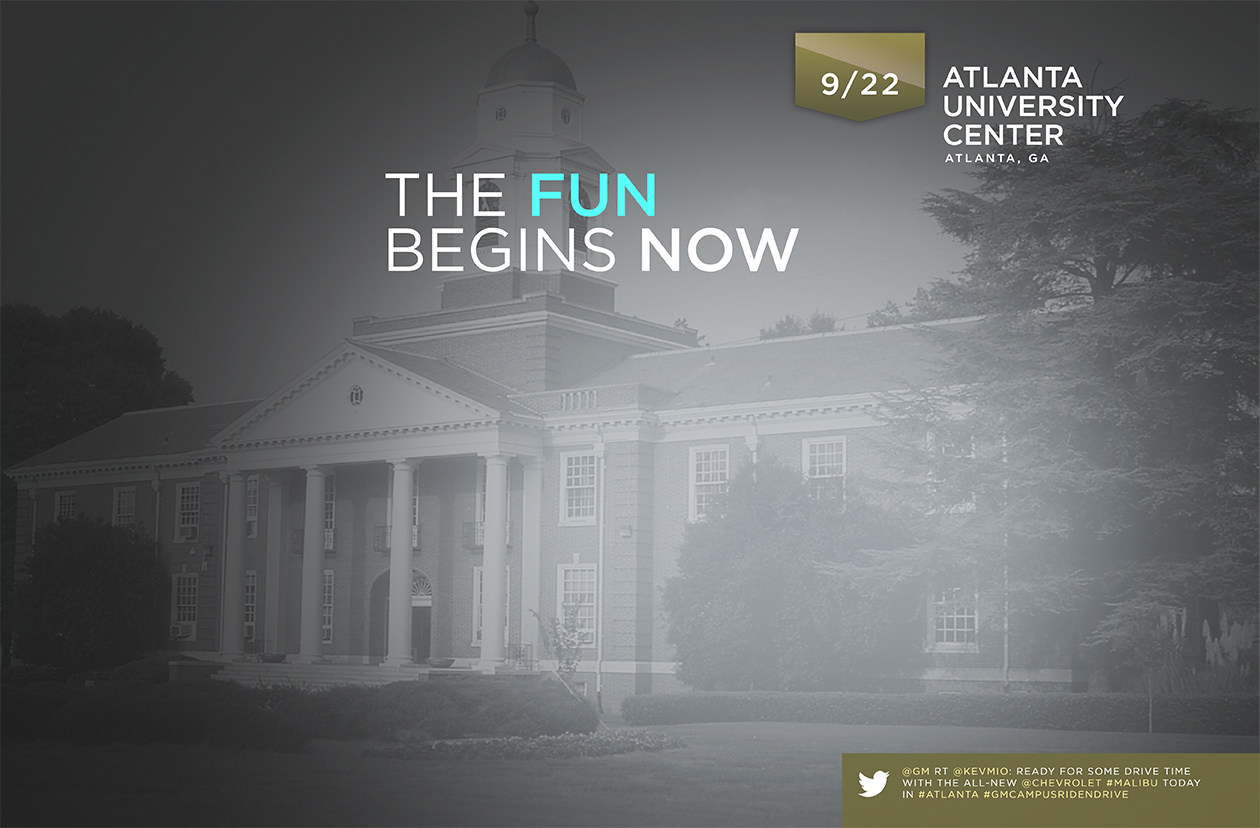 9/22
ATLANTA
UNIVERSITY
CENTER
ATLANTA, GA
THE FUN
BEGINS NOW
@GM RT @KEVMIO: READY FOR SOME DRIVE TIME
WITH THE ALL-NEW @CHEVROLET #MALIBU TODAY
IN #ATLANTA #GMCAMPUSRIDENDRIVE